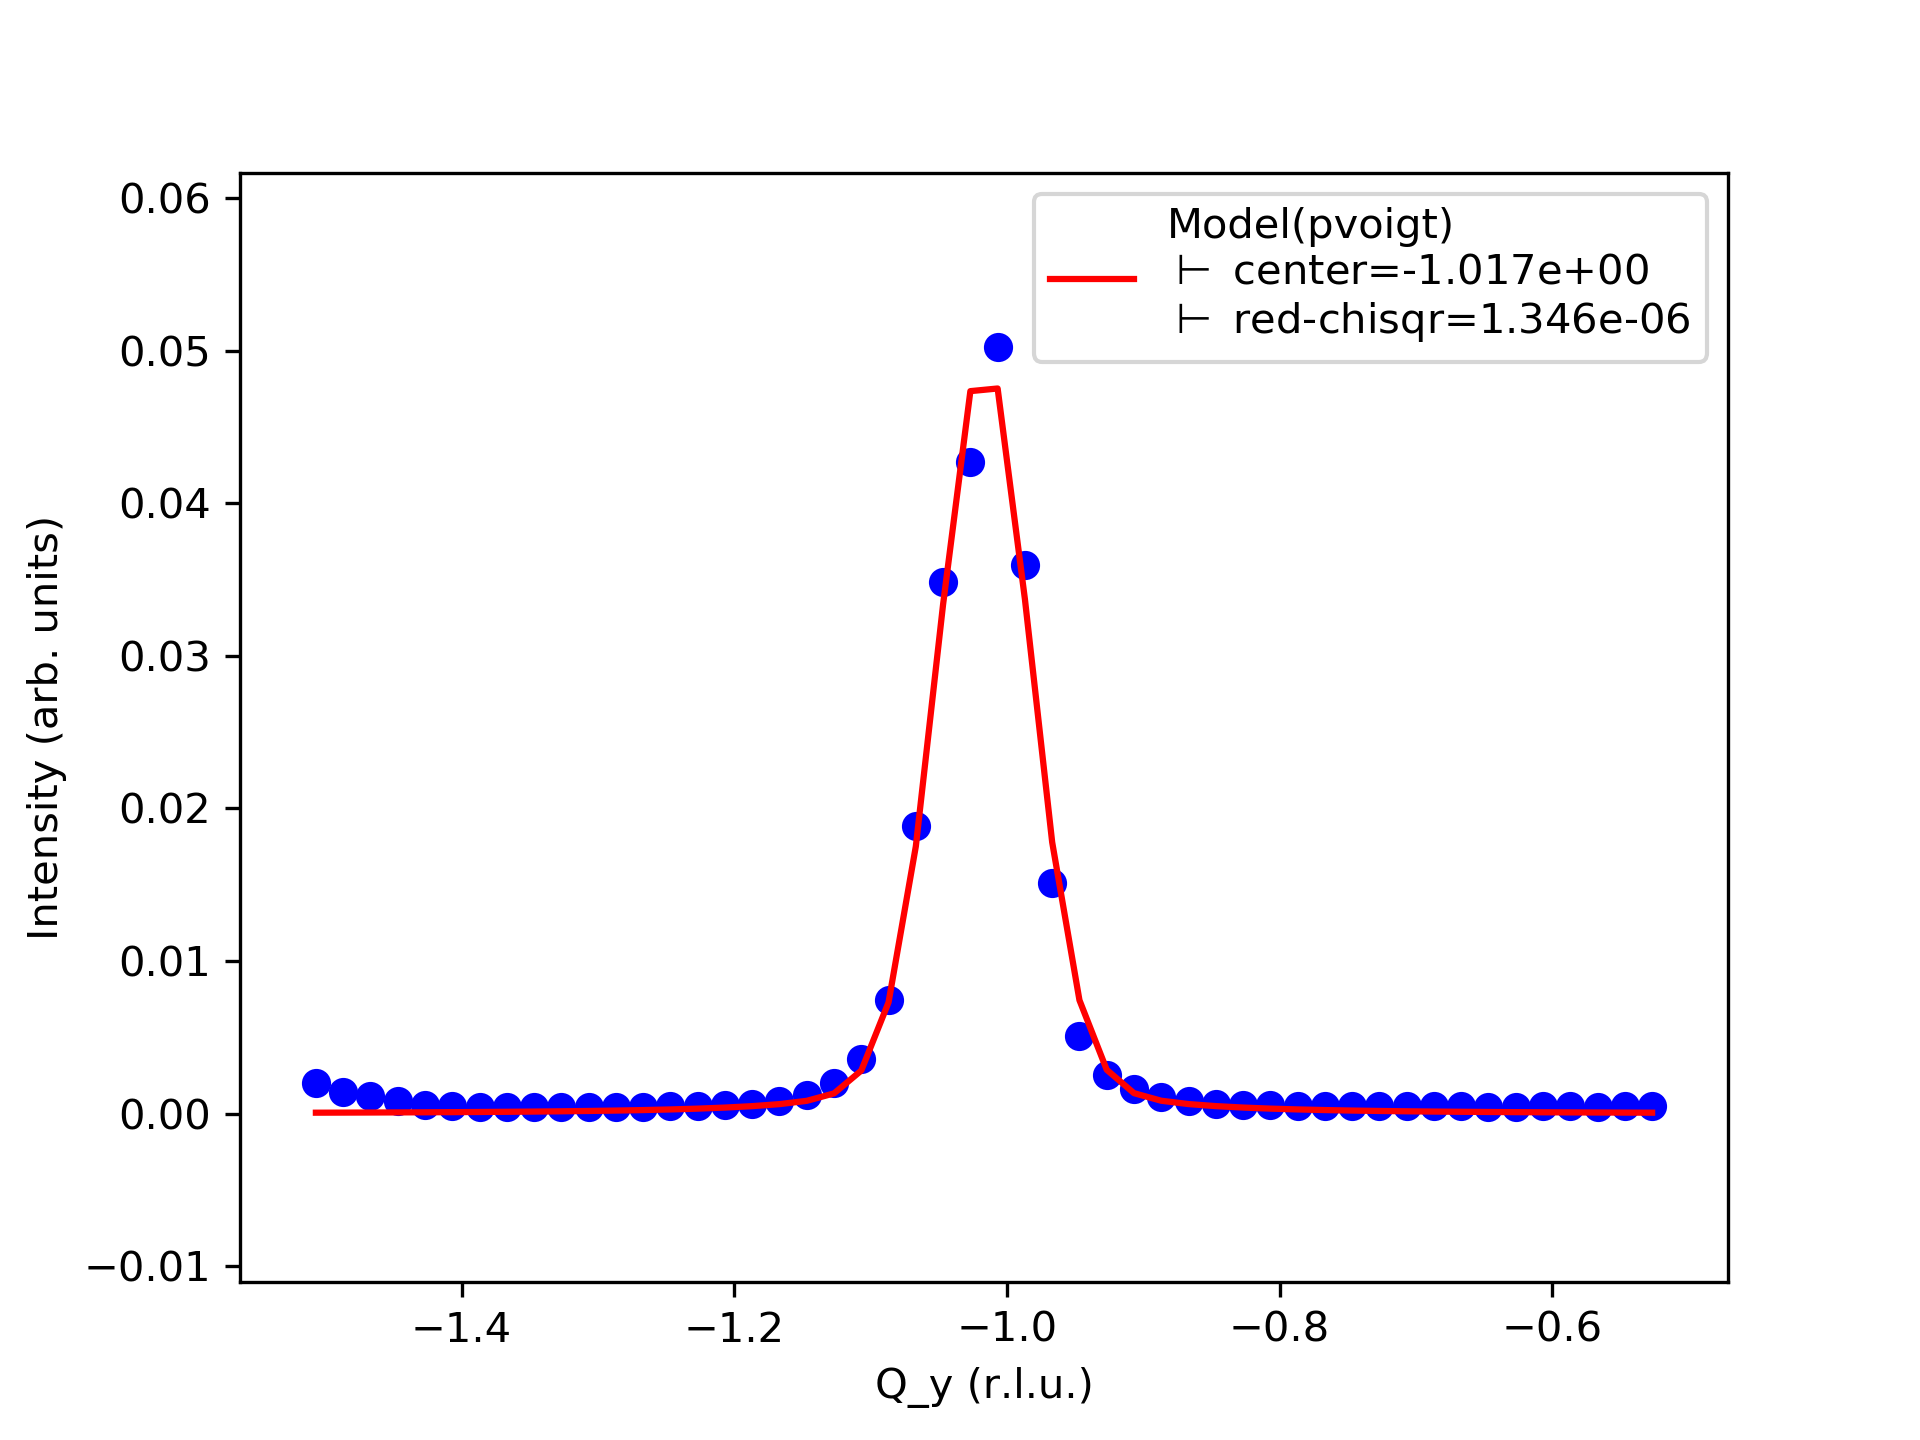 Model(pvoigt)
⊢ center=-1.017e+00
⊢ red-chisqr=1.346e-06
0.06
0.05
0.04
0.03
0.02
0.01
0.00
−0.01
Intensity (arb. units)
−1.4 −1.2 −1.0 −0.8 −0.6
Q_y (r.l.u.)